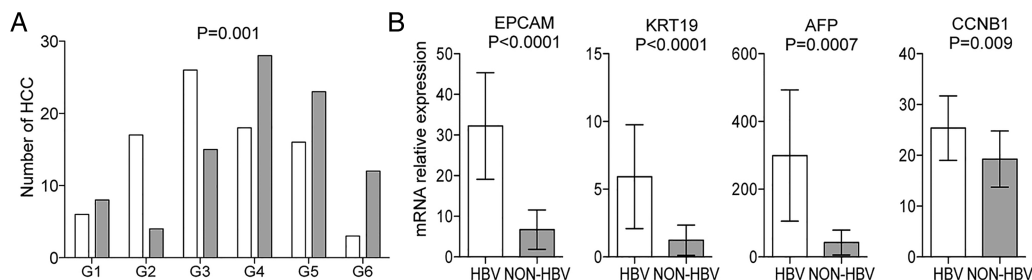 A
P=0.001
Number of HCC
30
20
10
0
G1 G2 G3 G4 G5 G6
B
mRNA relative expression
EPCAM
P<0.0001
50
40
30
20
10
0
HBV NON-HBV
KRT19
P<0.0001
15
10
5
0
HBV NON-HBV
AFP
P=0.0007
600
400
200
0
HBV NON-HBV
CCNB1
P=0.009
40
30
20
10
0
HBV NON-HBV